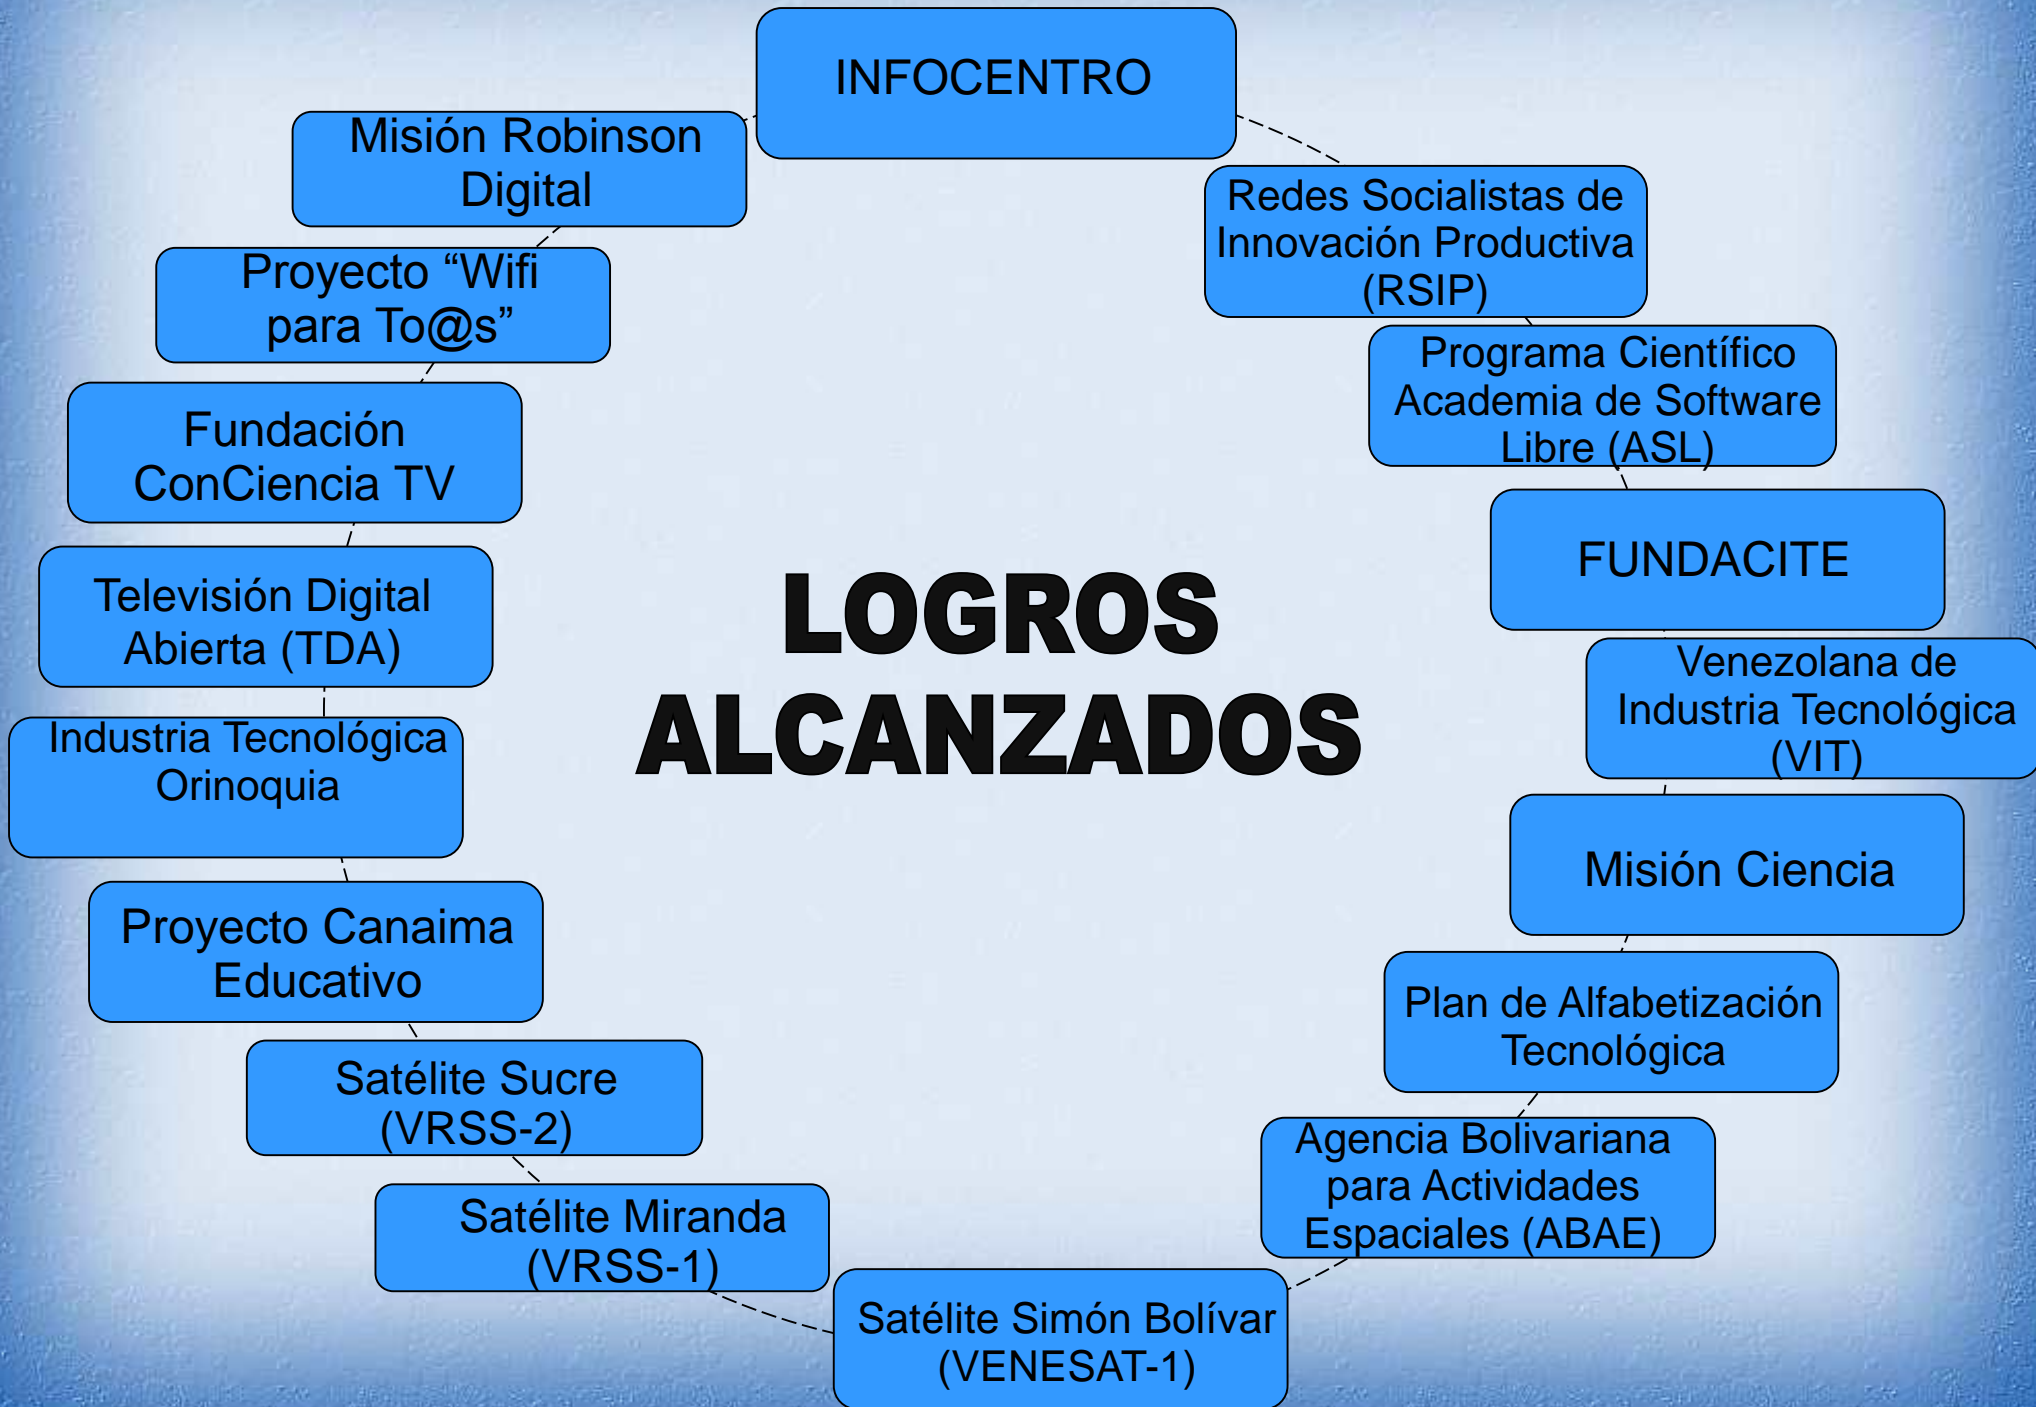 INFOCENTRO
Redes Socialistas de
Innovación Productiva
(RSIP)
Programa Científico
Academia de Software
Libre (ASL)
FUNDACITE
Venezolana de
Industria Tecnológica
(VIT)
Misión Ciencia
Plan de Alfabetización
Tecnológica
Agencia Bolivariana
para Actividades
Espaciales (ABAE)
Satélite Simón Bolívar
(VENESAT-1)
Satélite Miranda
(VRSS-1)
Satélite Sucre
(VRSS-2)
Proyecto Canaima
Educativo
Industria Tecnológica
Orinoquia
Televisión Digital
Abierta (TDA)
Fundación
ConCiencia TV
Proyecto “Wifi
para To@s”
Misión Robinson
Digital
LOGROS
ALCANZADOS